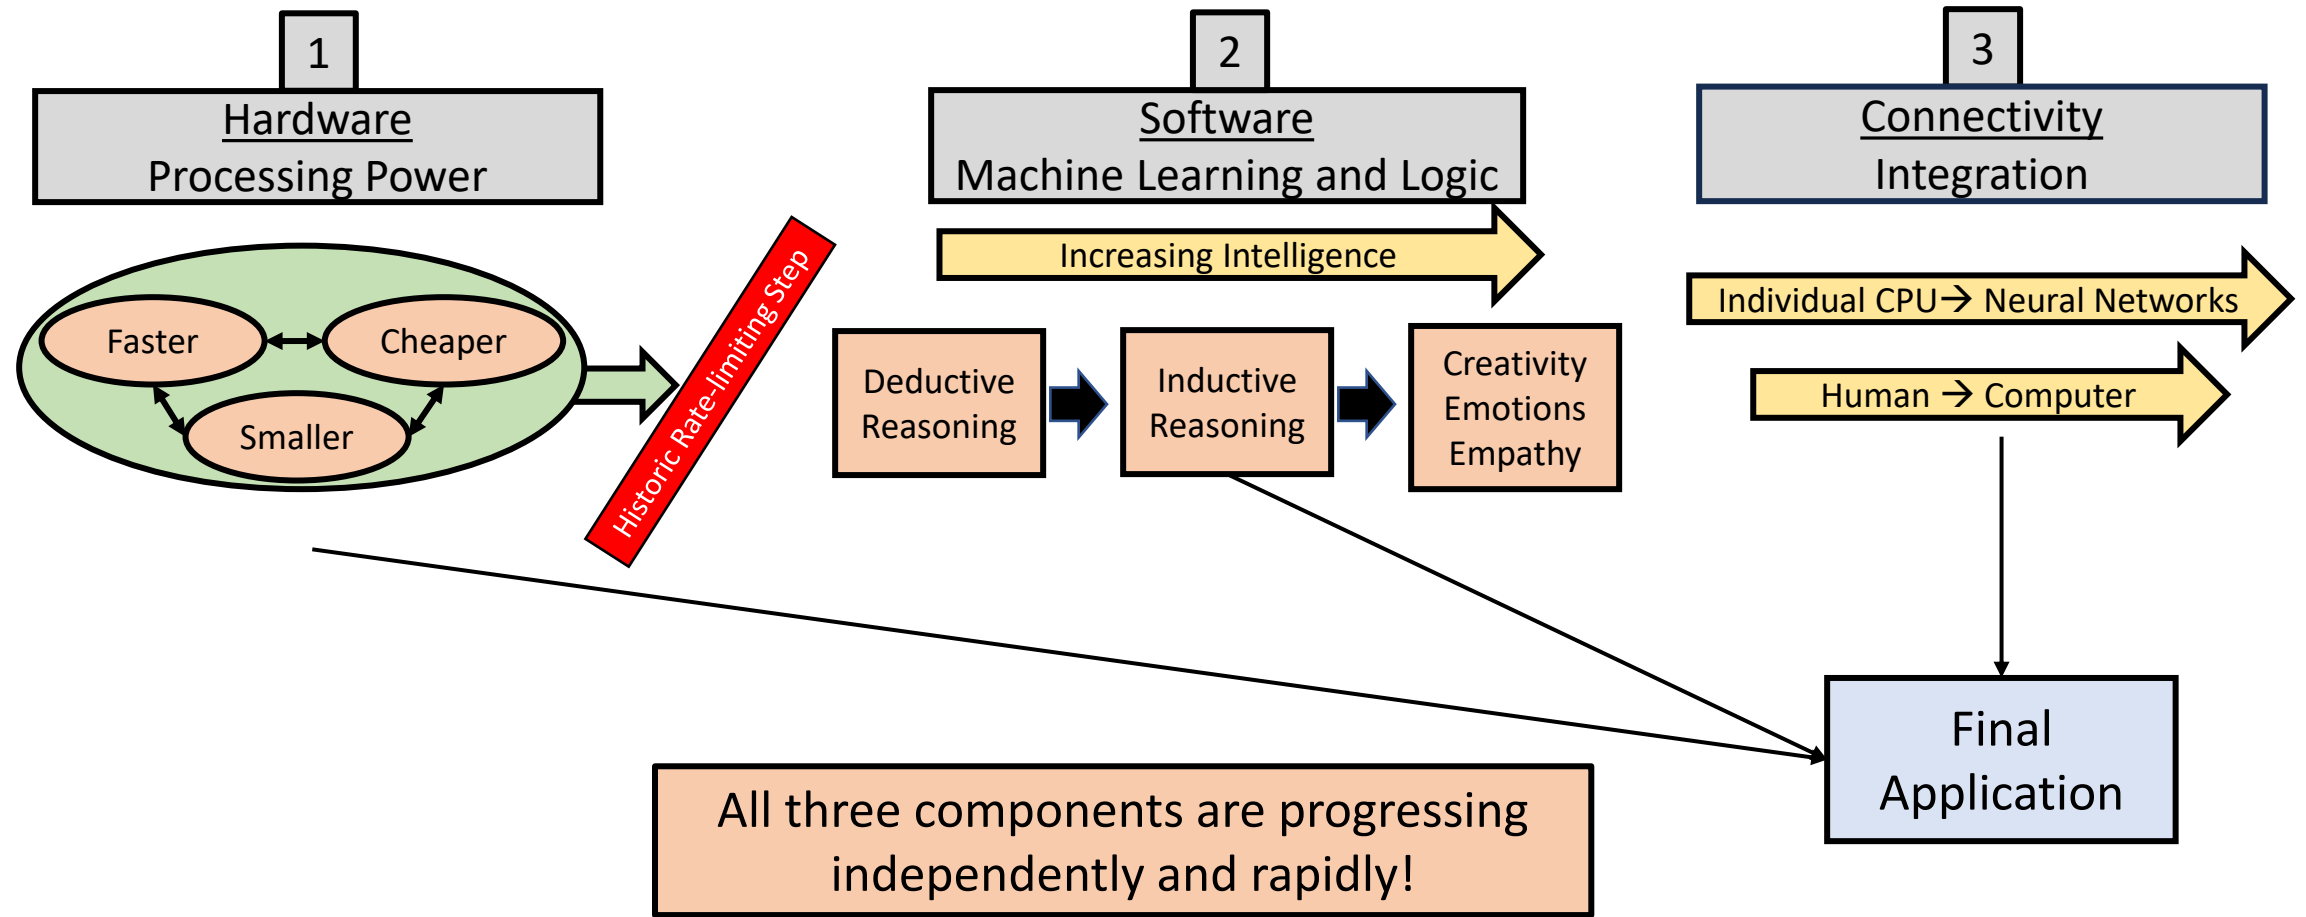 1
Hardware
Processing Power
Faster
Cheaper
Smaller
Historic Rate-limiting Step
2
Software
Machine Learning and Logic
Increasing Intelligence
Deductive
Reasoning
Inductive
Reasoning
Creativity
Emotions
Empathy
3
Connectivity
Integration
Individual CPU→ Neural Networks
Human → Computer
Final
Application
All three components are progressing
independently and rapidly!